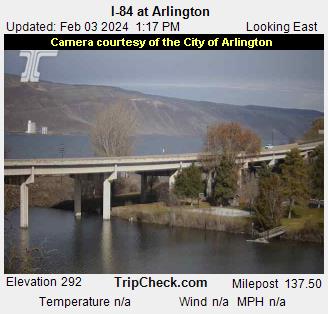 I-84 at Arlington
Updated: Feb 03 2024 1:17 PM Looking East
Camera courtesy of the City of Arlington
Elevation 292 TripCheck.com Milepost 137.50
Temperature n/a Wind n/a MPH n/a